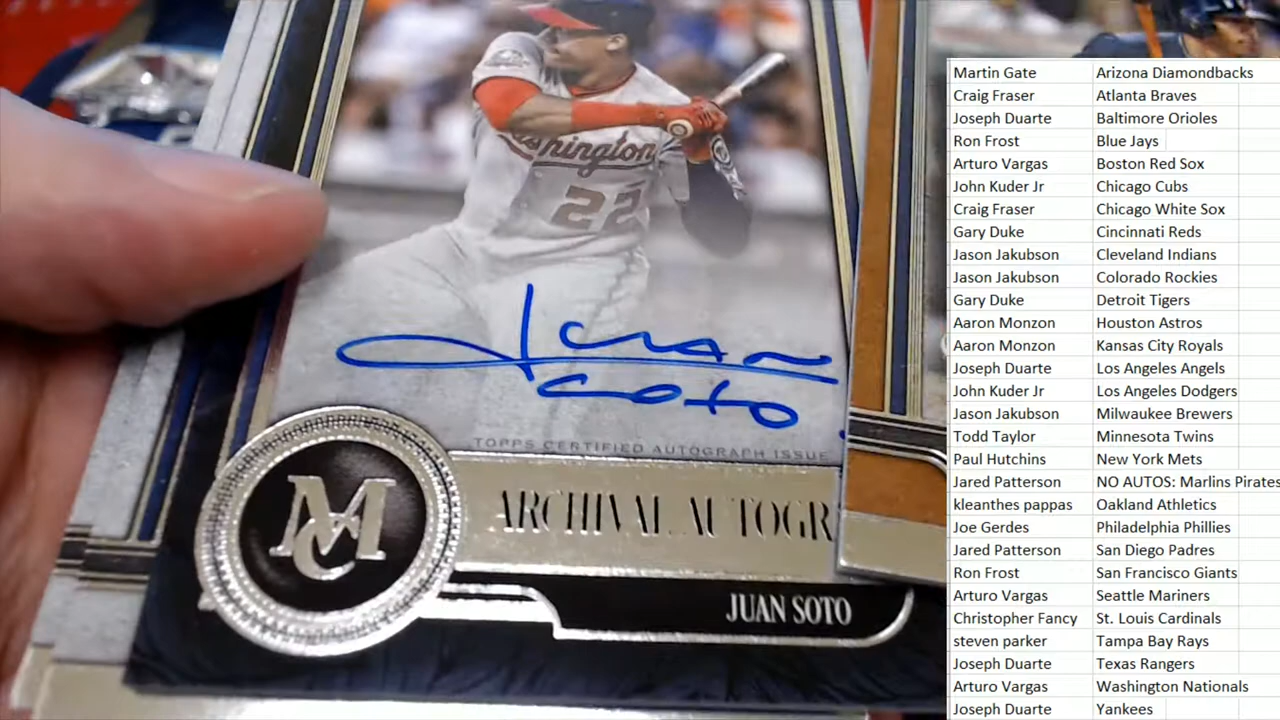 Washington
22
Juan
Soto
TOPPS CERTIFIED AUTOGRAPH ISSUE
MC
ARCHIVAL AUTOGR
JUAN SOTO
Martin Gate Arizona Diamondbacks
Craig Fraser Atlanta Braves
Joseph Duarte Baltimore Orioles
Ron Frost Blue Jays
Arturo Vargas Boston Red Sox
John Kuder Jr Chicago Cubs
Craig Fraser Chicago White Sox
Gary Duke Cincinnati Reds
Jason Jakubson Cleveland Indians
Jason Jakubson Colorado Rockies
Gary Duke Detroit Tigers
Aaron Monzon Houston Astros
Aaron Monzon Kansas City Royals
Joseph Duarte Los Angeles Angels
John Kuder Jr Los Angeles Dodgers
Jason Jakubson Milwaukee Brewers
Todd Taylor Minnesota Twins
Paul Hutchins New York Mets
Jared Patterson NO AUTOS: Marlins Pirates
kleanthes pappas Oakland Athletics
Joe Gerdes Philadelphia Phillies
Jared Patterson San Diego Padres
Ron Frost San Francisco Giants
Arturo Vargas Seattle Mariners
Christopher Fancy St. Louis Cardinals
steven parker Tampa Bay Rays
Joseph Duarte Texas Rangers
Arturo Vargas Washington Nationals
Joseph Duarte Yankees